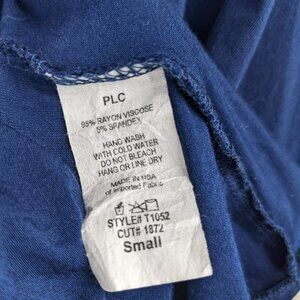 PLC
95% RAYON VISCOSE
5% SPANDEX
HAND WASH
WITH COLD WATER
DO NOT BLEACH
HANG OR LINE DRY
MADE IN USA
of Imported Fabric
STYLE# T1052
CUT# 1872
Small